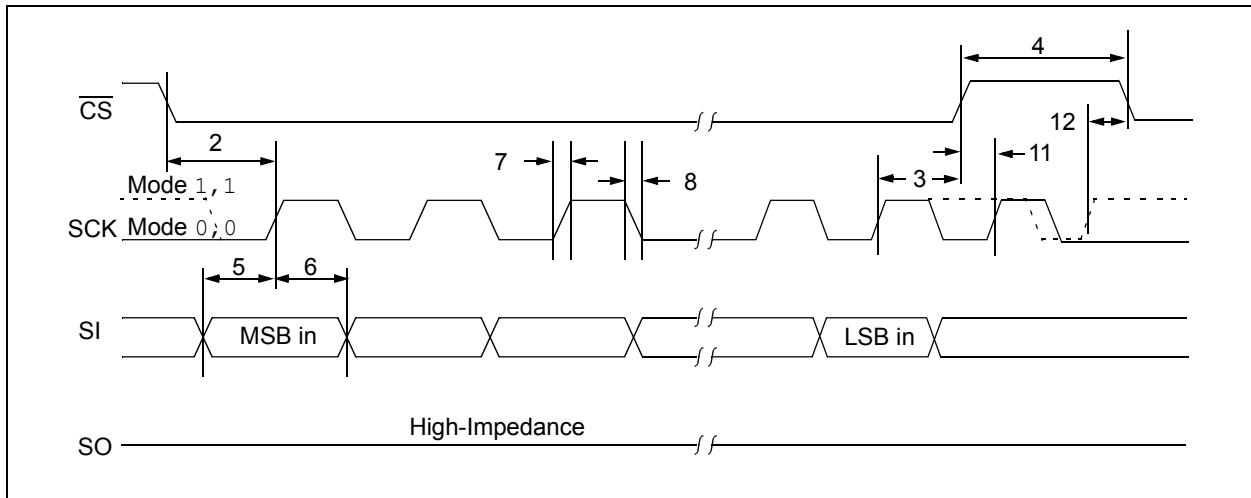 4
CS
12
2
7
11
3
8
Mode 1,1
SCK Mode 0,0
5
6
SI
MSB in
LSB in
High-Impedance
SO